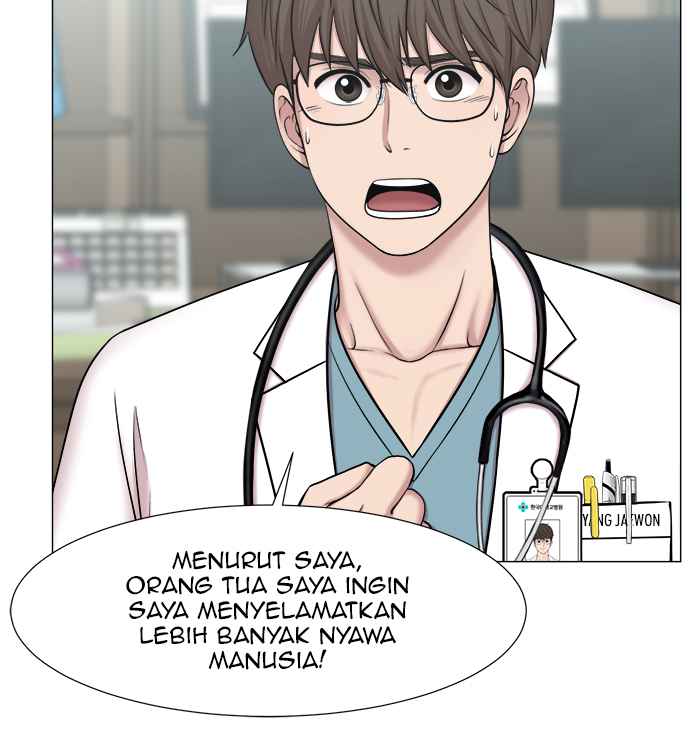 YANG JAEWON
MENURUT SAYA,
ORANG TUA SAYA INGIN
SAYA MENYELAMATKAN
LEBIH BANYAK NYAWA
MANUSIA!